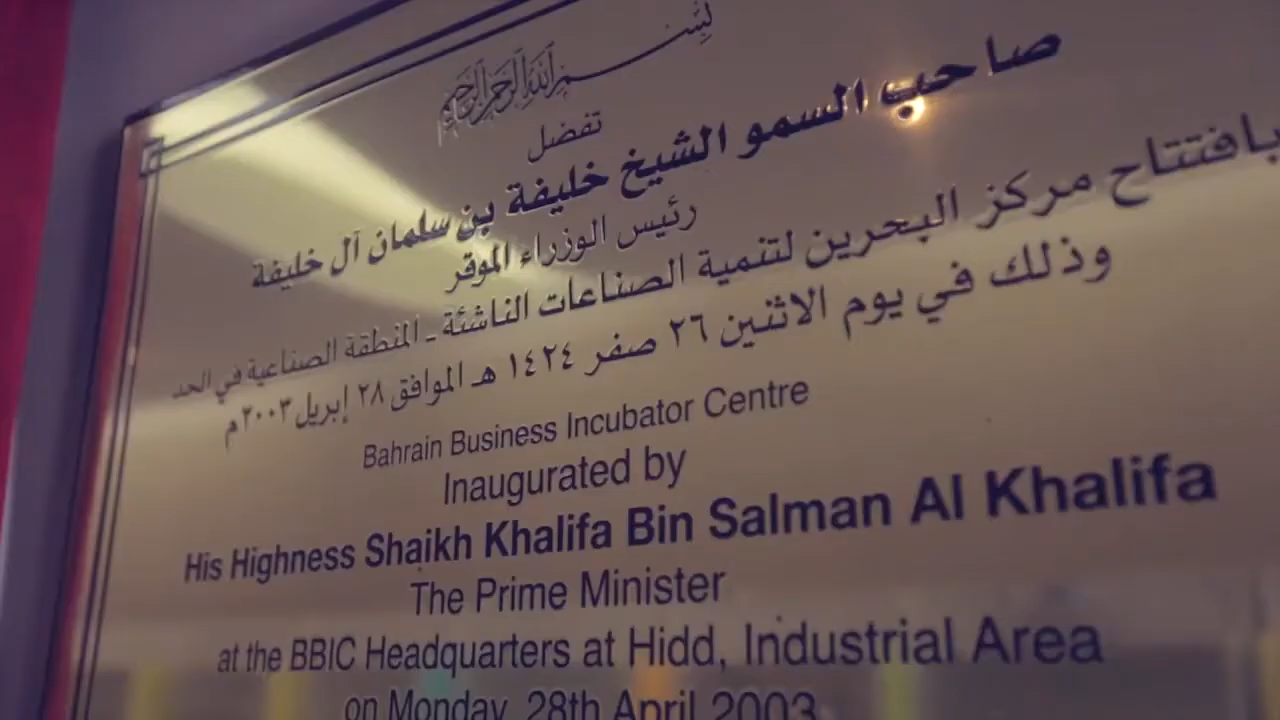 بسم الله الرحمن الرحيم
تفضل
صاحب السمو الشيخ خليفة بن سلمان آل خليفة
رئيس الوزراء الموقر
بافتتاح مركز البحرين لتنمية الصناعات الناشئة - المنطقة الصناعية في الحد
وذلك في يوم الاثنين ٢٦ صفر ١٤٢٤ هـ الموافق ٢٨ إبريل ٢٠٠٣ م
Bahrain Business Incubator Centre
Inaugurated by
His Highness Shaikh Khalifa Bin Salman Al Khalifa
The Prime Minister
at the BBIC Headquarters at Hidd, Industrial Area
on Monday, 28th April 2003